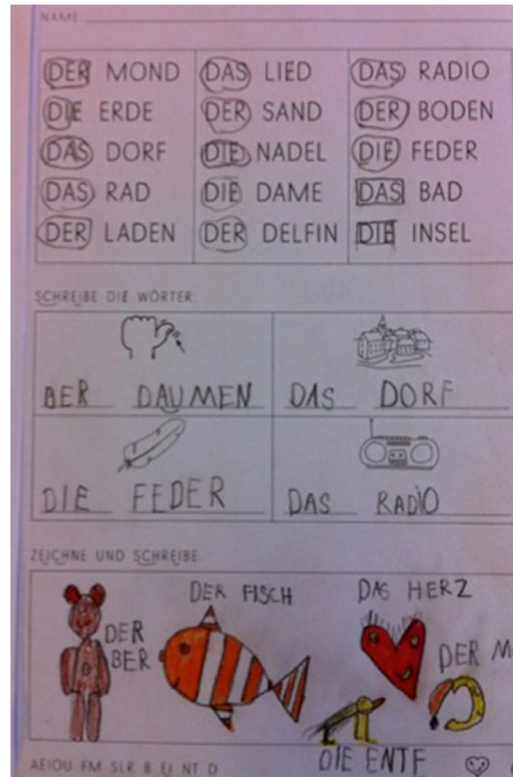 NAME
DER MOND DAS LIED DAS RADIO
DIE ERDE DER SAND DER BODEN
DAS DORF DIE NADEL DIE FEDER
DAS RAD DIE DAME DAS BAD
DER LADEN DER DELFIN DIE INSEL
SCHREIBE DIE WÖRTER.
BER DAUMEN DAS DORF
DIE FEDER DAS RADIO
ZEICHNE UND SCHREIBE.
DER FISCH DAS HERZ
DER
BER
DER M
DIE ENTE
AEIOU FM SLR B EI NT D